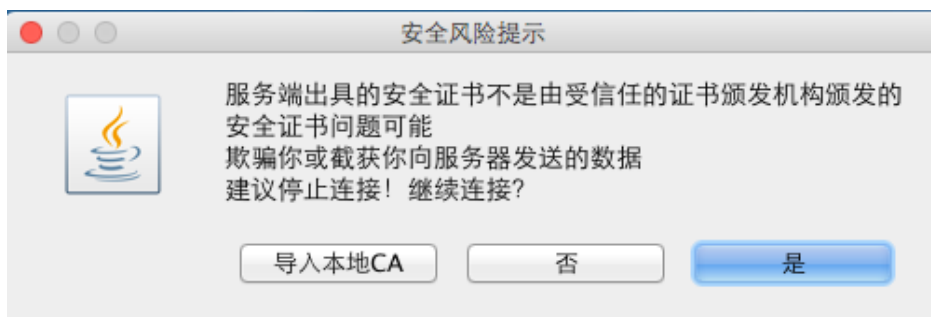 安全风险提示
服务端出具的安全证书不是由受信任的证书颁发机构颁发的
安全证书问题可能
欺骗你或截获你向服务器发送的数据
建议停止连接！继续连接?
导入本地CA
否
是